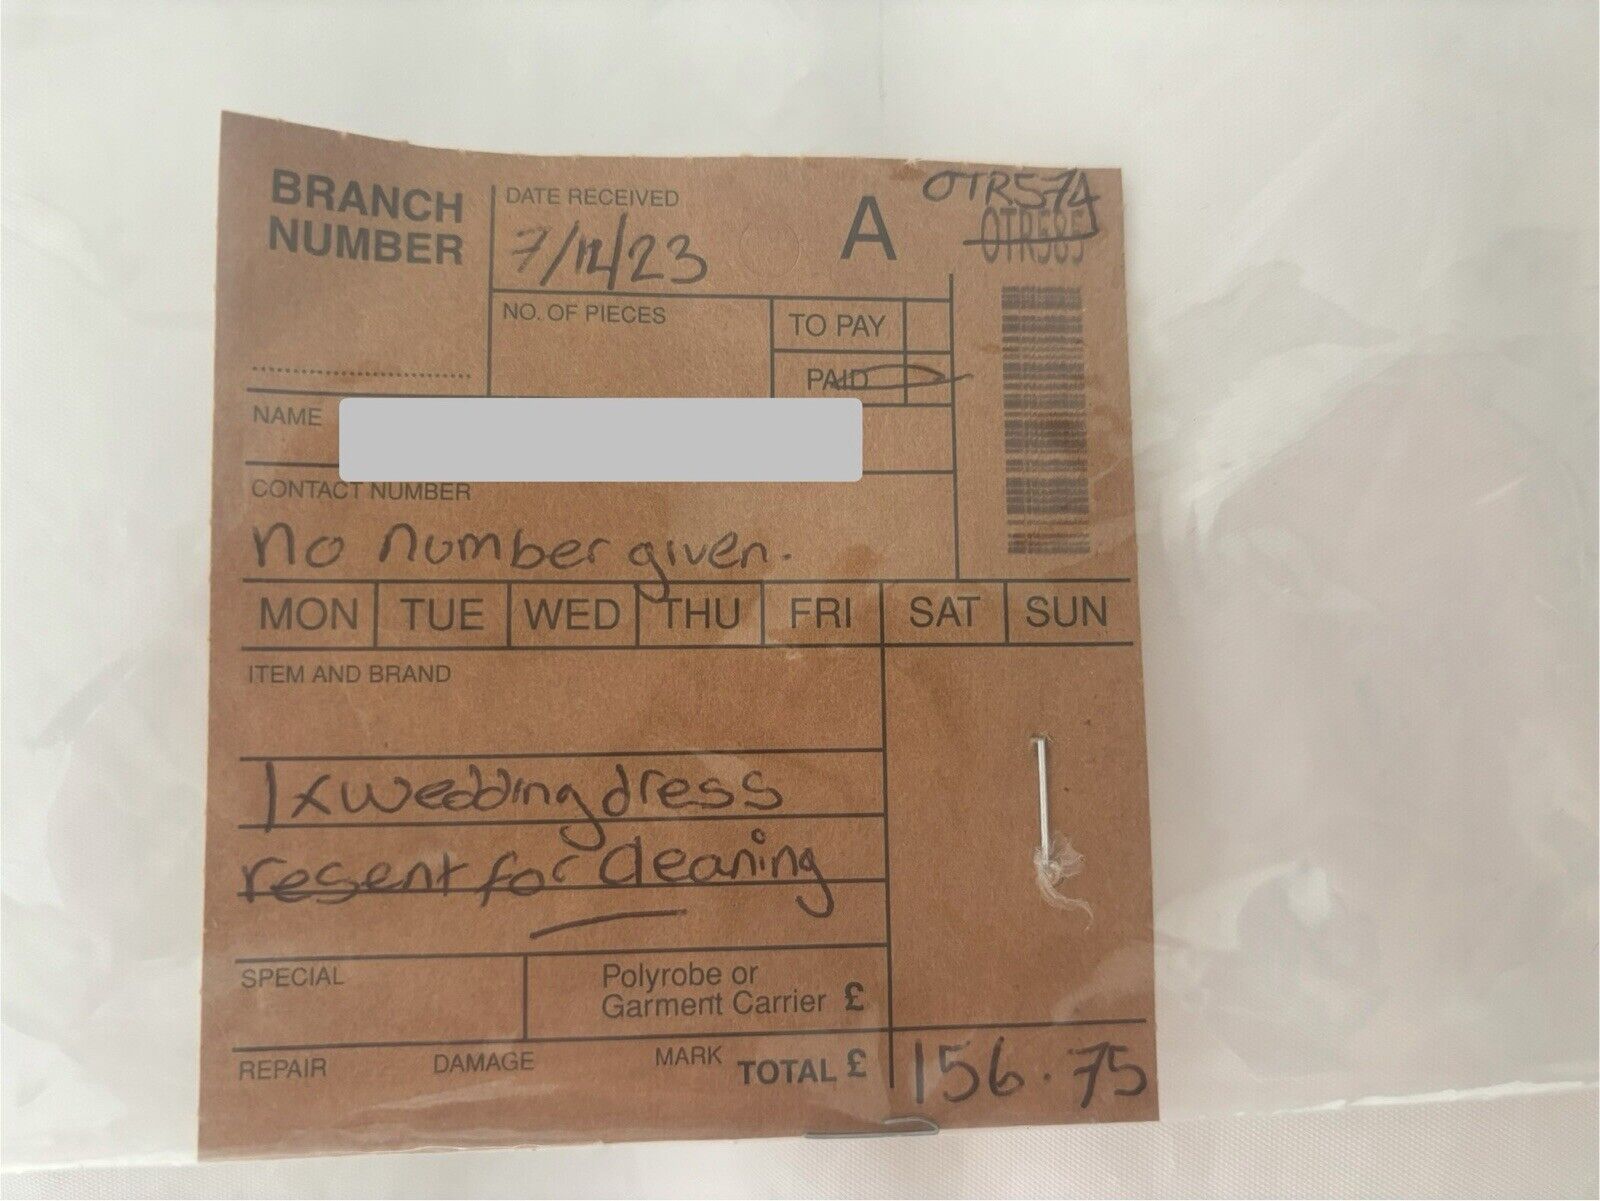 BRANCH NUMBER
DATE RECEIVED
7/12/23
A
OTR574
OTR585
NO. OF PIECES
TO PAY
PAID
NAME
CONTACT NUMBER
no number given.
MON TUE WED THU FRI SAT SUN
ITEM AND BRAND
1 x wedding dress
resent for cleaning
SPECIAL
Polyrobe or
Garment Carrier £
REPAIR DAMAGE MARK TOTAL £ 156.75